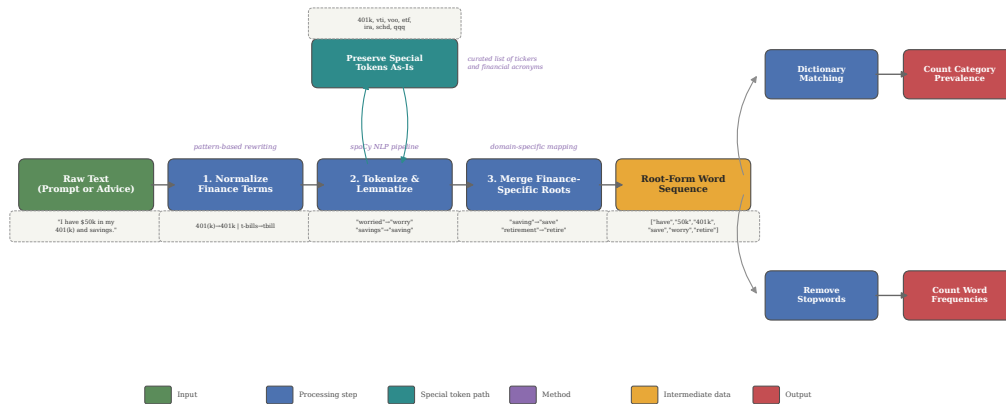 401k, vti, voo, etf,
ira, schd, qqq
Preserve Special
Tokens As-Is
curated list of tickers
and financial acronyms
Dictionary
Matching
Count Category
Prevalence
pattern-based rewriting
spaCy NLP pipeline
domain-specific mapping
Raw Text
(Prompt or Advice)
1. Normalize
Finance Terms
2. Tokenize &
Lemmatize
3. Merge Finance-
Specific Roots
Root-Form Word
Sequence
"I have $50k in my
401(k) and savings."
401(k)→401k | t-bills→tbill
"worried"→"worry"
"savings"→"saving"
"saving"→"save"
"retirement"→"retire"
["have","50k","401k",
"save","worry","retire"]
Remove
Stopwords
Count Word
Frequencies
Input
Processing step
Special token path
Method
Intermediate data
Output